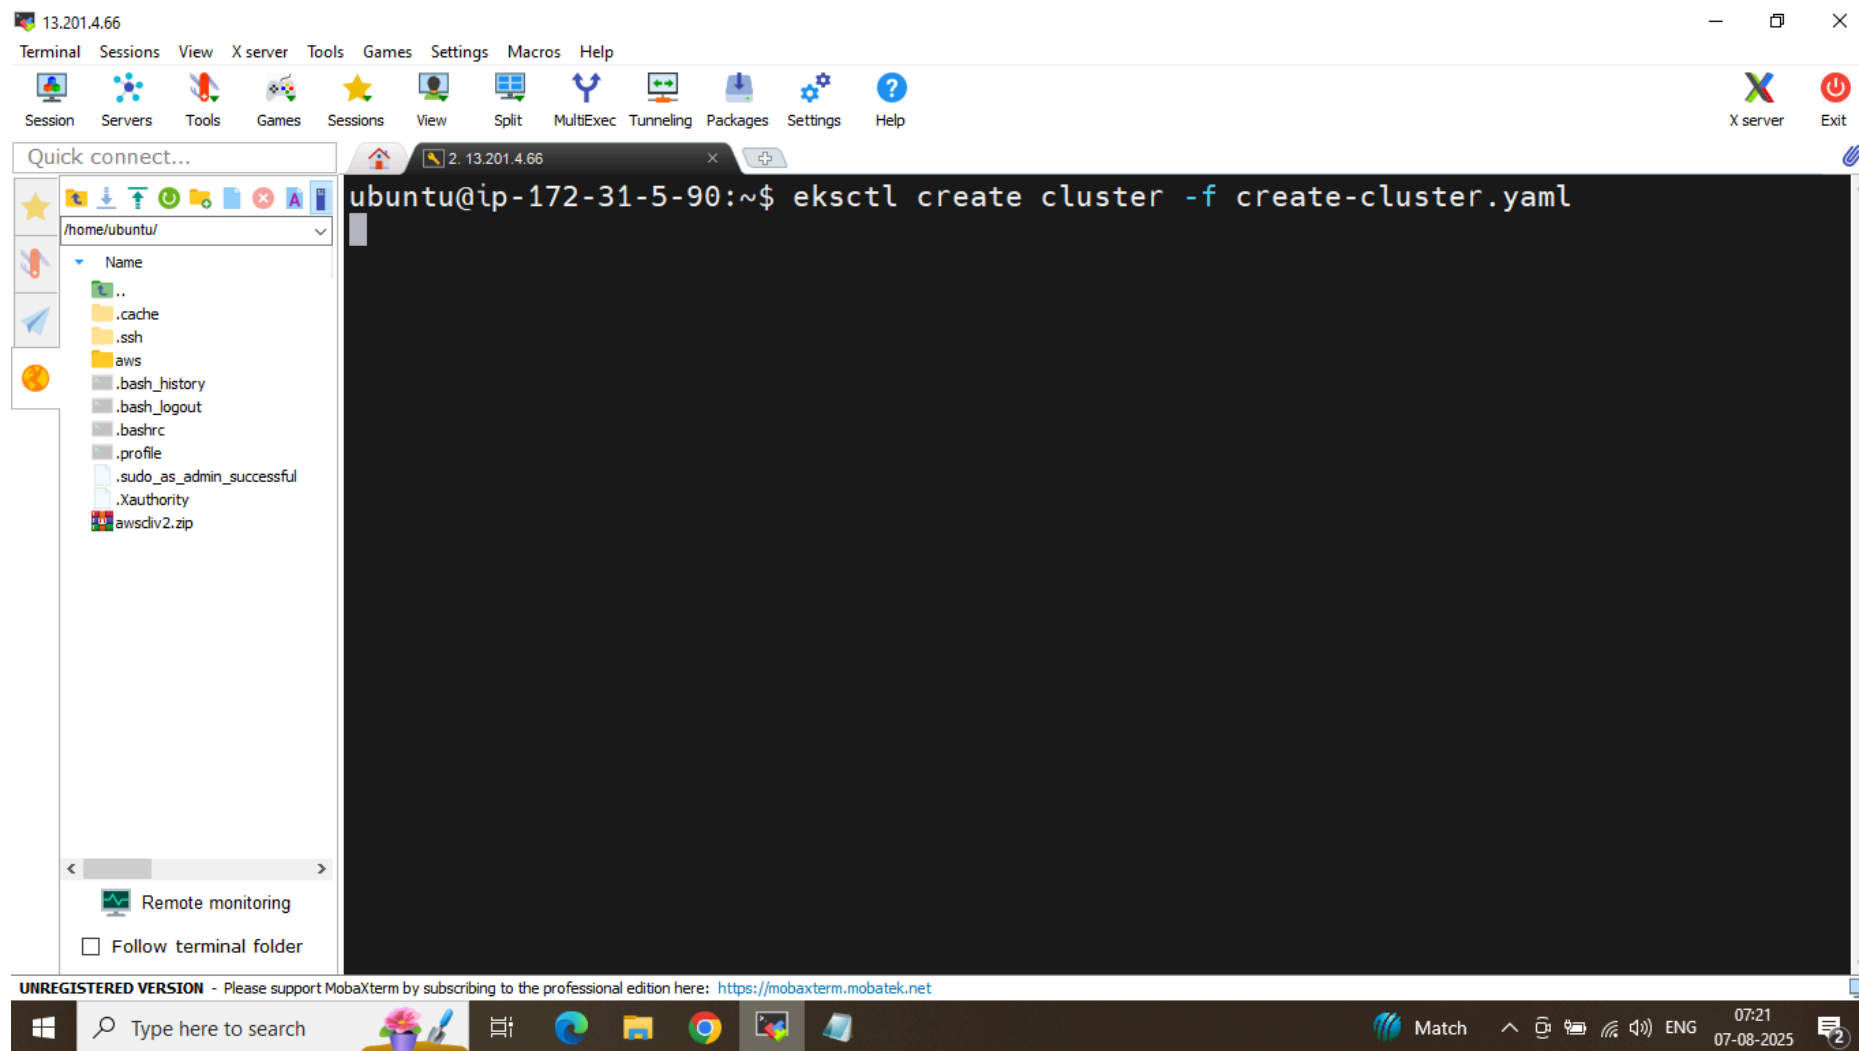 13.201.4.66
Terminal Sessions View X server Tools Games Settings Macros Help
Session Servers Tools Games Sessions View Split MultiExec Tunneling Packages Settings Help X server Exit
Quick connect...
2. 13.201.4.66
/home/ubuntu/
Name
..
.cache
.ssh
aws
.bash_history
.bash_logout
.bashrc
.profile
.sudo_as_admin_successful
.Xauthority
awscliv2.zip
Remote monitoring
Follow terminal folder
ubuntu@ip-172-31-5-90:~$ eksctl create cluster -f create-cluster.yaml
UNREGISTERED VERSION - Please support MobaXterm by subscribing to the professional edition here: https://mobaxterm.mobatek.net
Type here to search
Match
ENG
07:21
07-08-2025
2